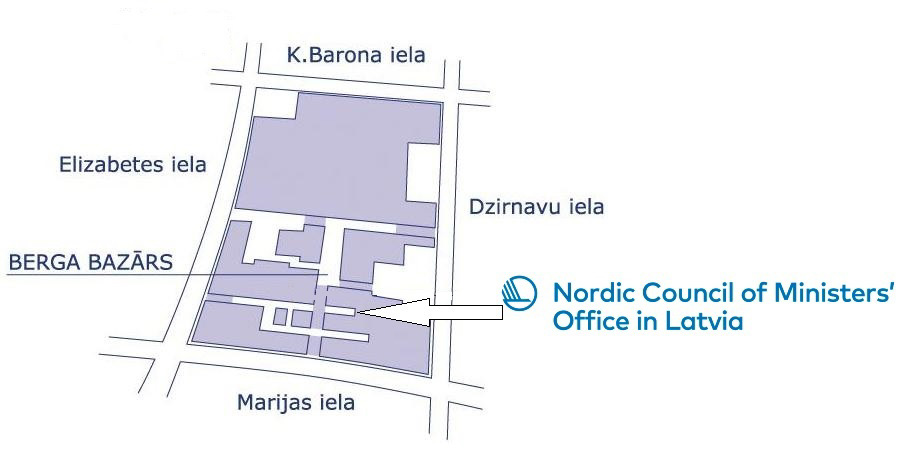 K.Barona iela
Elizabetes iela
Dzirnavu iela
BERGA BAZĀRS
Nordic Council of Ministers'
Office in Latvia
Marijas iela